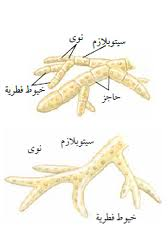 نوى
سيتوبلازم
خيوط فطرية
حاجز
سيتوبلازم
نوى
خيوط فطرية